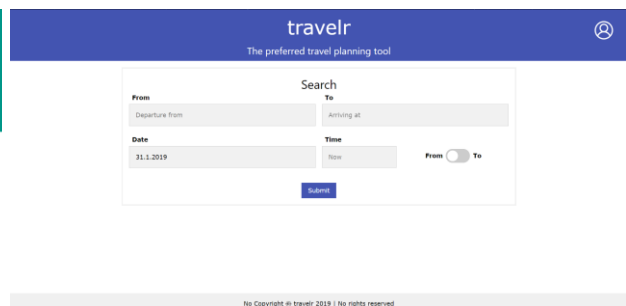 travelr
The preferred travel planning tool
Search
From To
Departure from Arriving at
Date Time
31.1.2019 Now From To
Submit
No Copyright @ travelr 2019 | No rights reserved